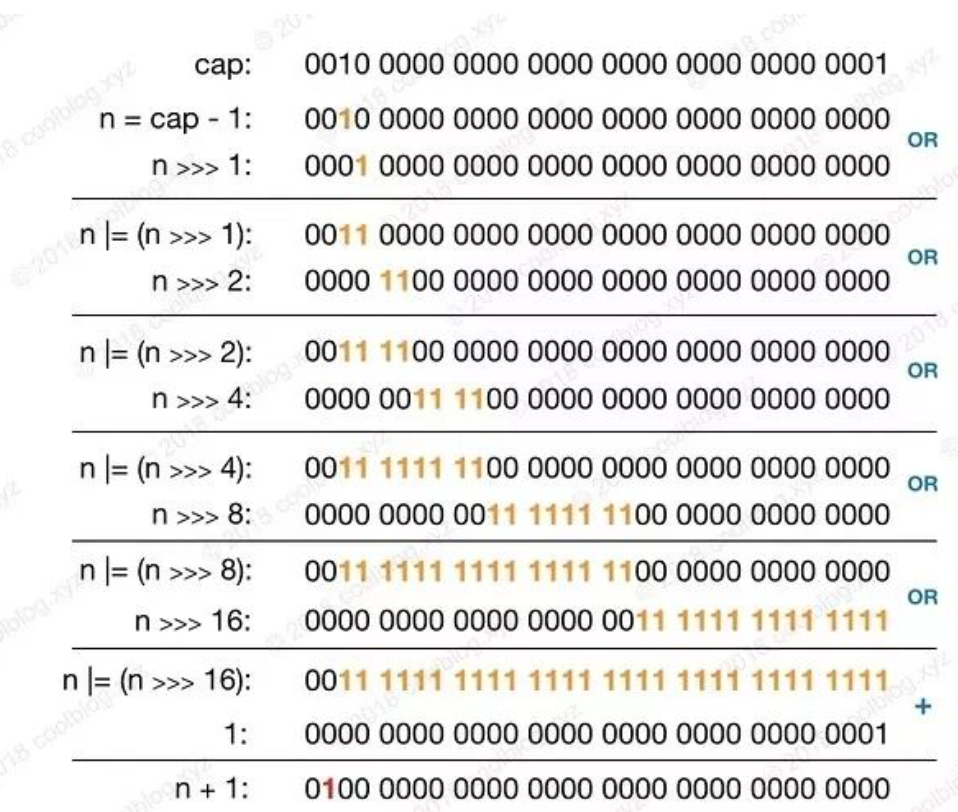 cap: 0010 0000 0000 0000 0000 0000 0000 0001
n = cap - 1: 0010 0000 0000 0000 0000 0000 0000 0000
OR
n >>> 1: 0001 0000 0000 0000 0000 0000 0000 0000
n |= (n >>> 1): 0011 0000 0000 0000 0000 0000 0000 0000
OR
n >>> 2: 0000 1100 0000 0000 0000 0000 0000 0000
n |= (n >>> 2): 0011 1100 0000 0000 0000 0000 0000 0000
OR
n >>> 4: 0000 0011 1100 0000 0000 0000 0000 0000
n |= (n >>> 4): 0011 1111 1100 0000 0000 0000 0000 0000
OR
n >>> 8: 0000 0000 0011 1111 1100 0000 0000 0000
n |= (n >>> 8): 0011 1111 1111 1111 1100 0000 0000 0000
OR
n >>> 16: 0000 0000 0000 0000 0011 1111 1111 1111
n |= (n >>> 16): 0011 1111 1111 1111 1111 1111 1111 1111
+
1: 0000 0000 0000 0000 0000 0000 0000 0001
n + 1: 0100 0000 0000 0000 0000 0000 0000 0000
© 2018 coolblog.xyz